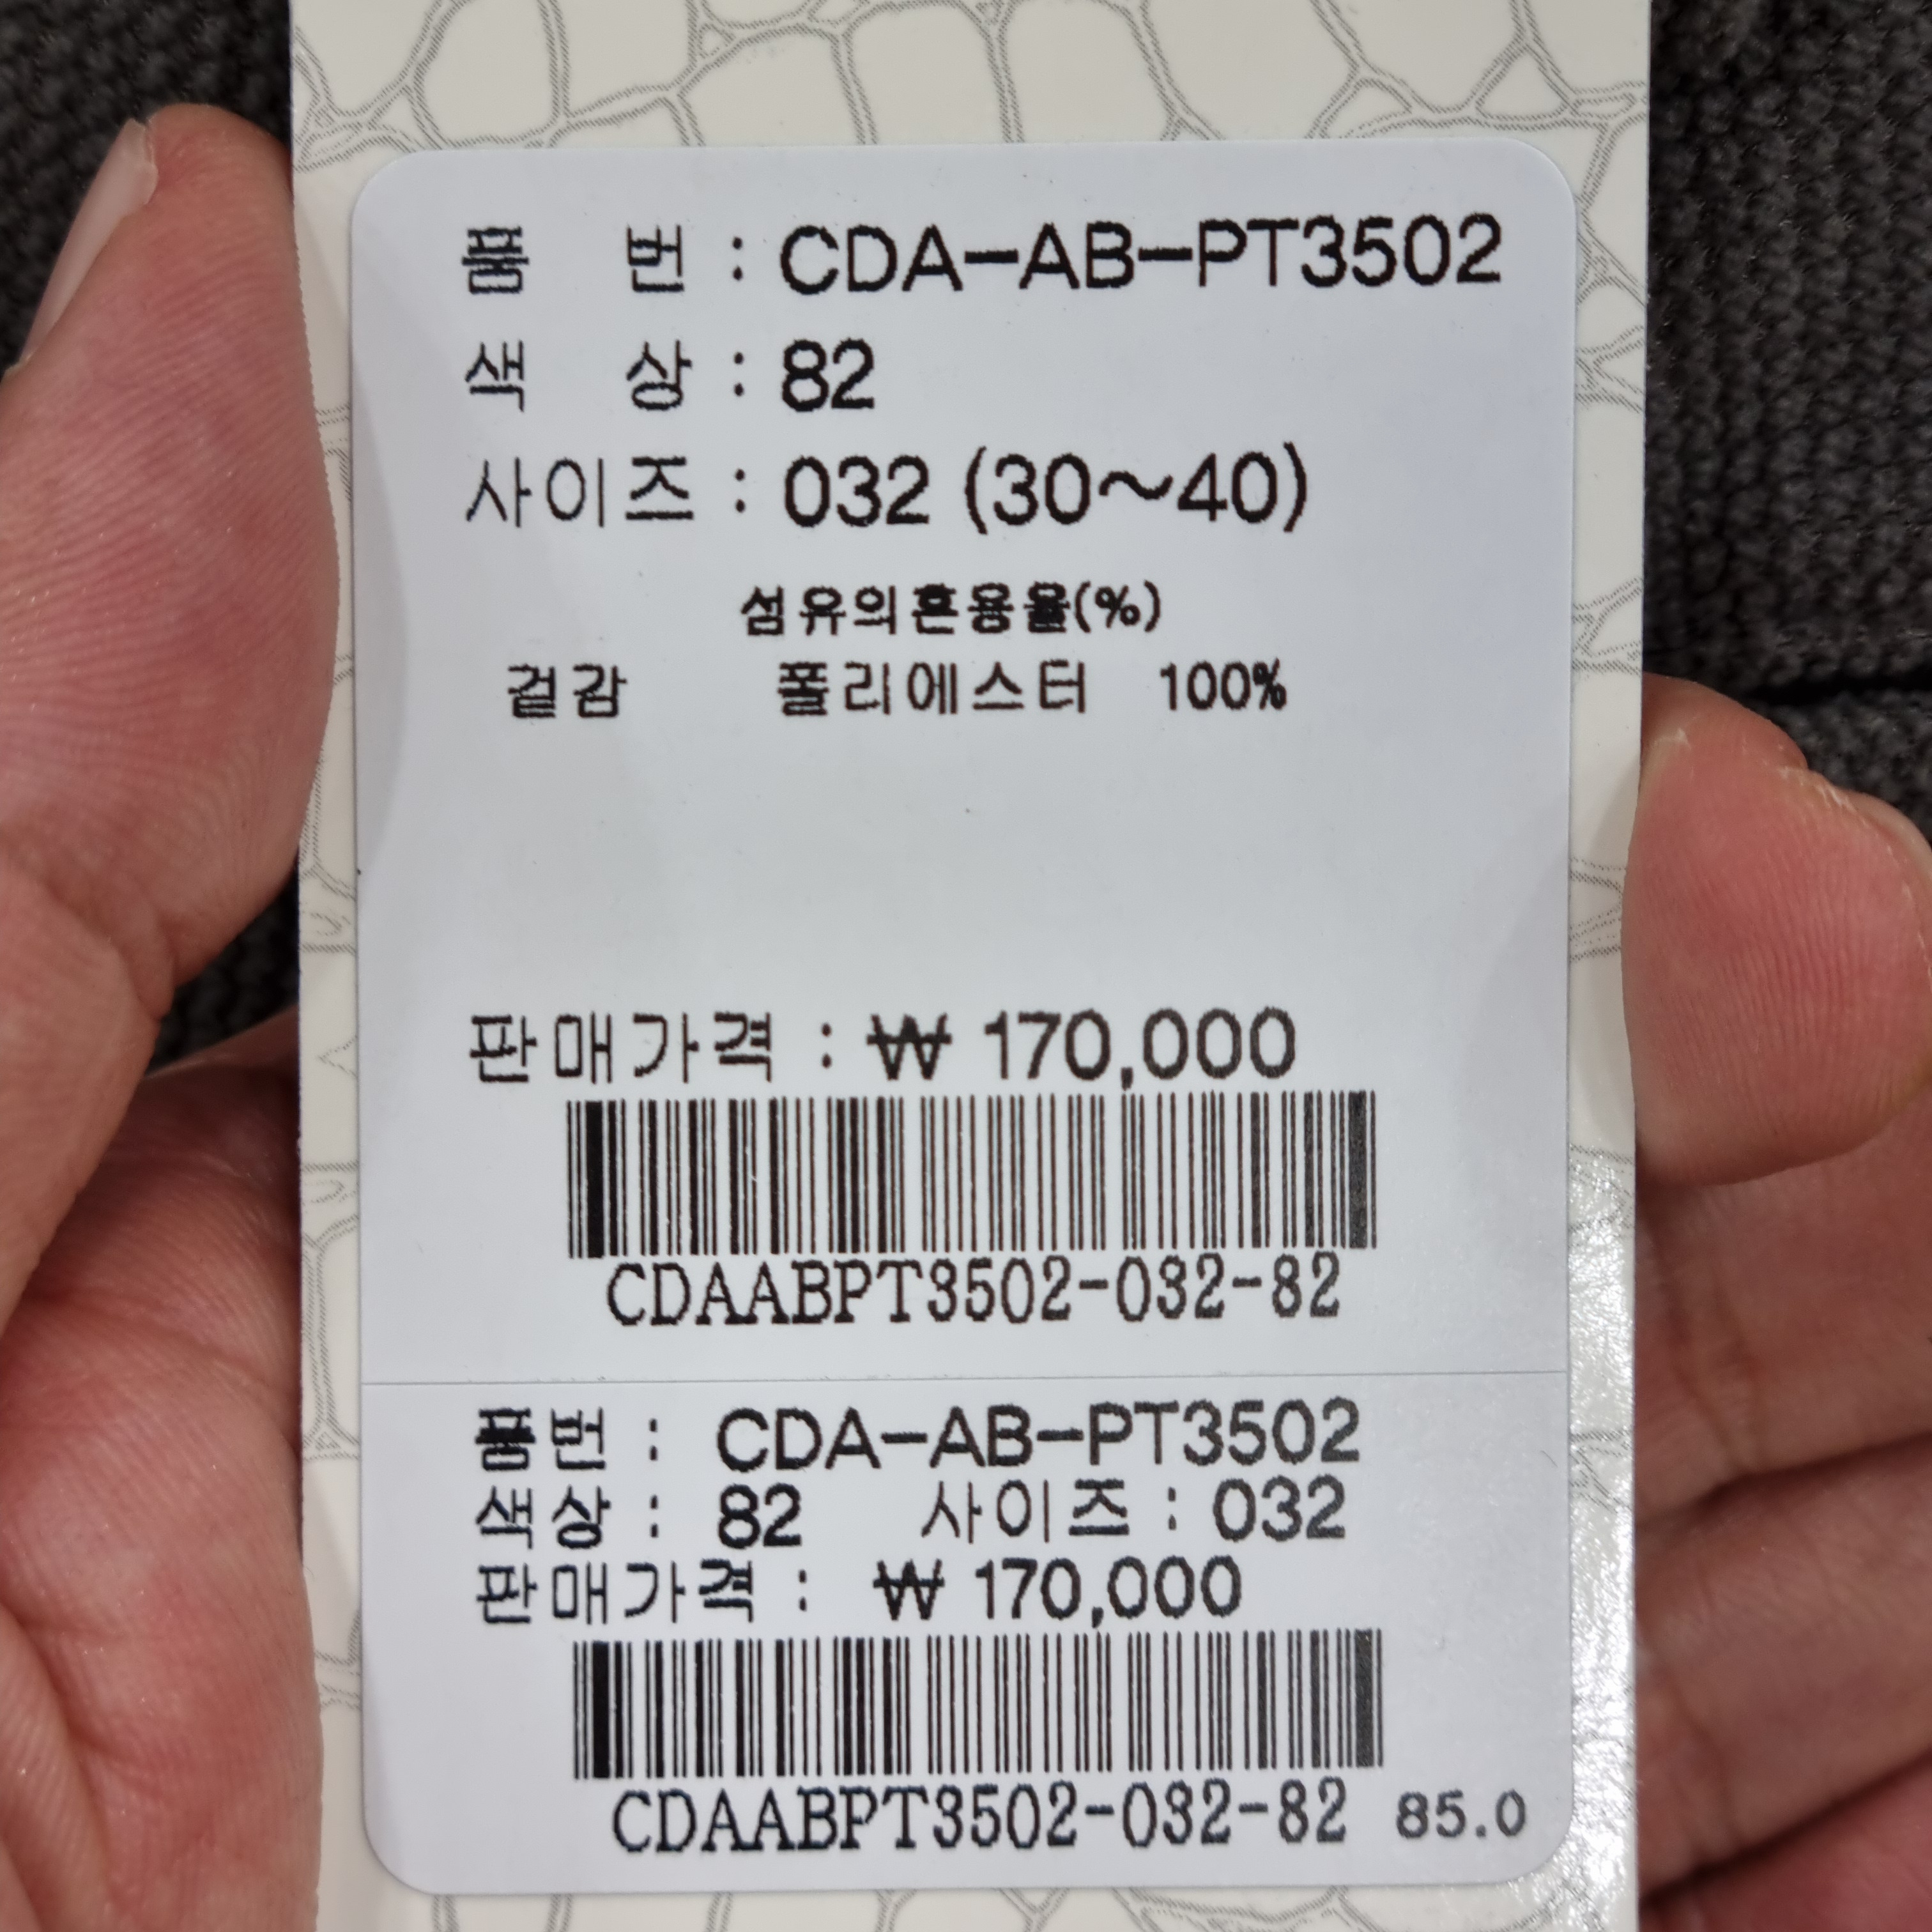 품 번 : CDA-AB-PT3502
색 상 : 82
사이즈 : 032 (30~40)
섬유의혼용율(%)
겉감 폴리에스터 100%
판매가격 : ₩ 170,000
CDAABPT3502-032-82
품번 : CDA-AB-PT3502
색상 : 82 사이즈 : 032
판매가격 : ₩ 170,000
CDAABPT3502-032-82 85.0